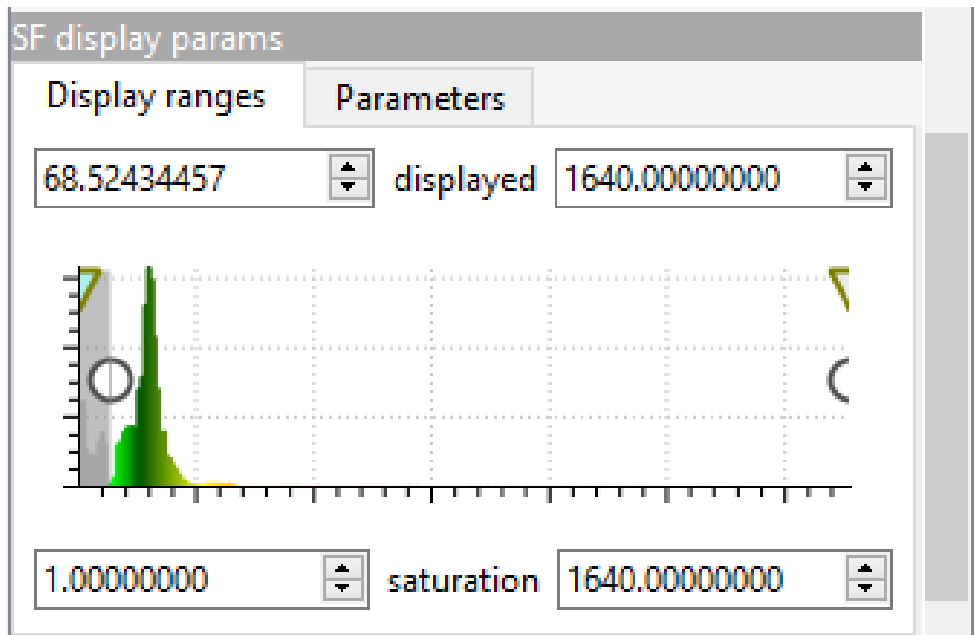 SF display params
Display ranges Parameters
68.52434457 displayed 1640.00000000
1.00000000 saturation 1640.00000000